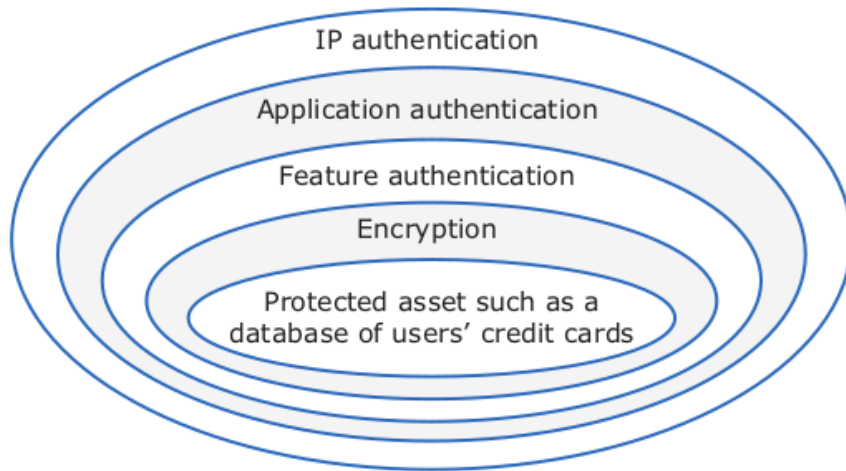 IP authentication
Application authentication
Feature authentication
Encryption
Protected asset such as a
database of users’ credit cards